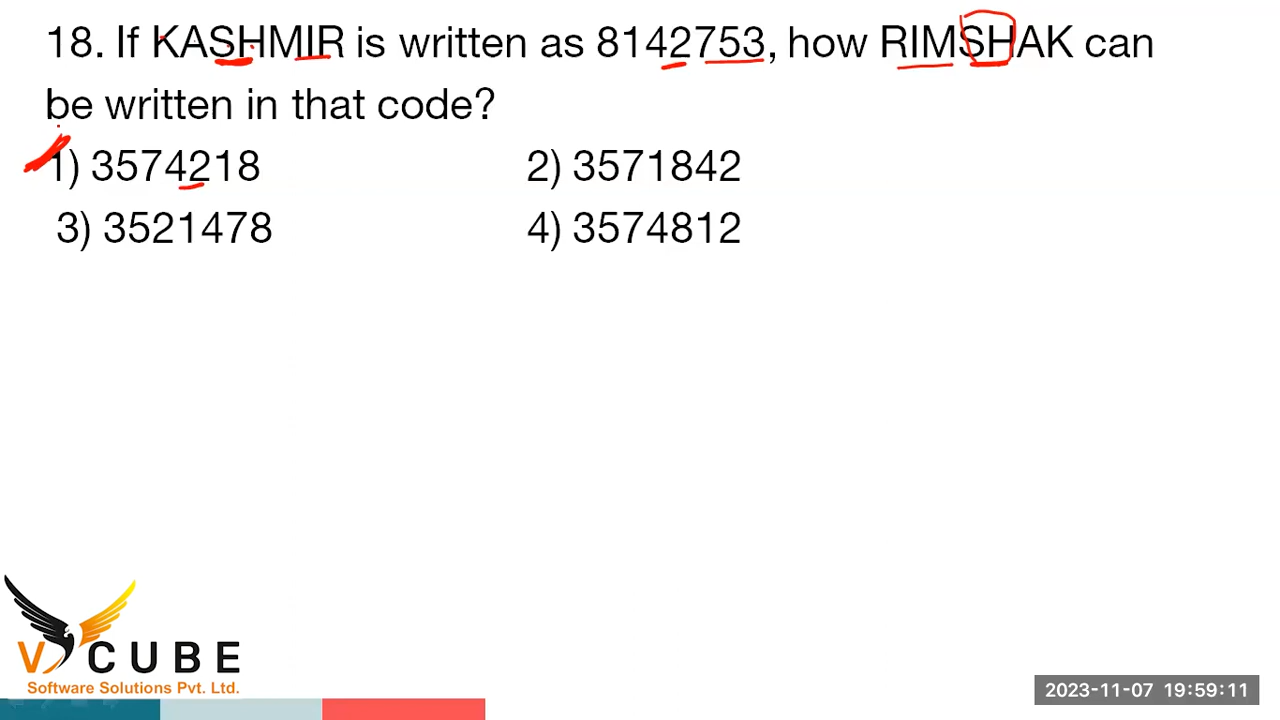 18. If KASHMIR is written as 8142753, how RIMSHAK can
be written in that code?
1) 3574218 2) 3571842
3) 3521478 4) 3574812
V CUBE
Software Solutions Pvt. Ltd.
2023-11-07 19:59:11